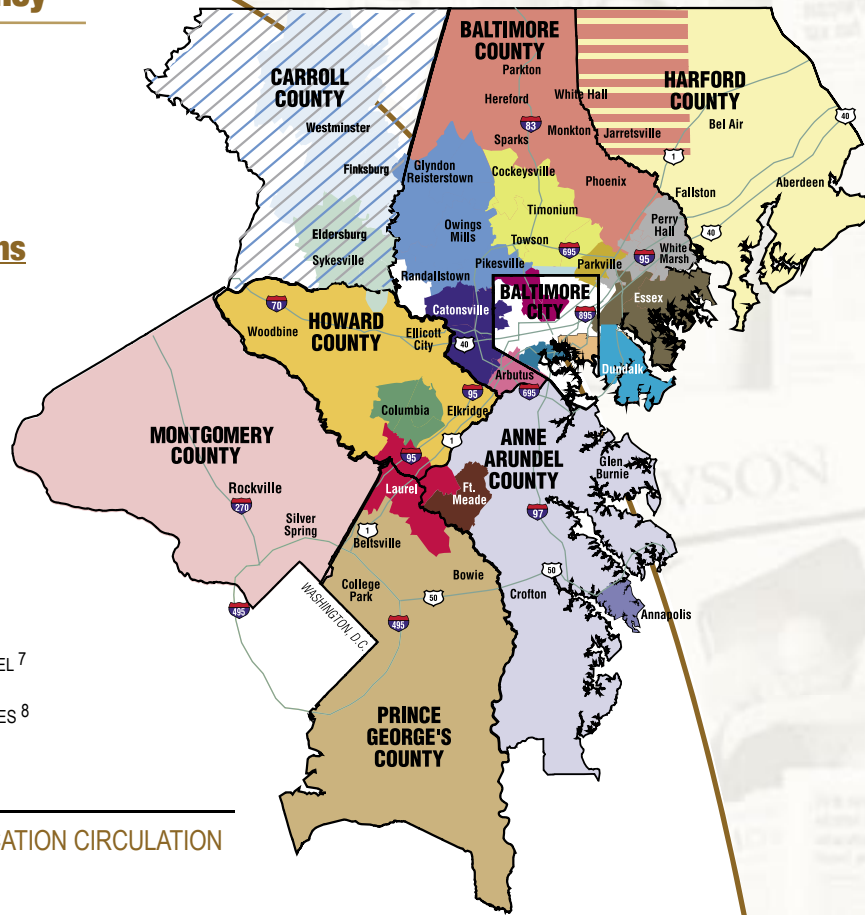 ncy
ns
EL 7
ES 8
CATION CIRCULATION
BALTIMORE
COUNTY
Parkton
CARROLL
COUNTY
HARFORD
COUNTY
Hereford
White Hall
83
Westminster
Monkton
Jarretsville
Bel Air
40
Sparks
1
Finksburg
Glyndon
Reisterstown
Cockeysville
Phoenix
Fallston
Aberdeen
Timonium
Perry
Hall
40
Eldersburg
Owings
Mills
Towson
695
White
Marsh
95
Sykesville
Pikesville
Parkville
Randallstown
BALTIMORE
CITY
Essex
70
Catonsville
895
HOWARD
COUNTY
Woodbine
Ellicott
City
40
Dundalk
Arbutus
695
95
Columbia
Elkridge
1
MONTGOMERY
COUNTY
95
ANNE
ARUNDEL
COUNTY
Glen
Burnie
WSON
Rockville
Laurel
Ft.
Meade
270
97
Silver
Spring
1
Beltsville
Bowie
50
College
Park
50
Crofton
WASHINGTON, D.C.
495
495
Annapolis
PRINCE
GEORGE'S
COUNTY